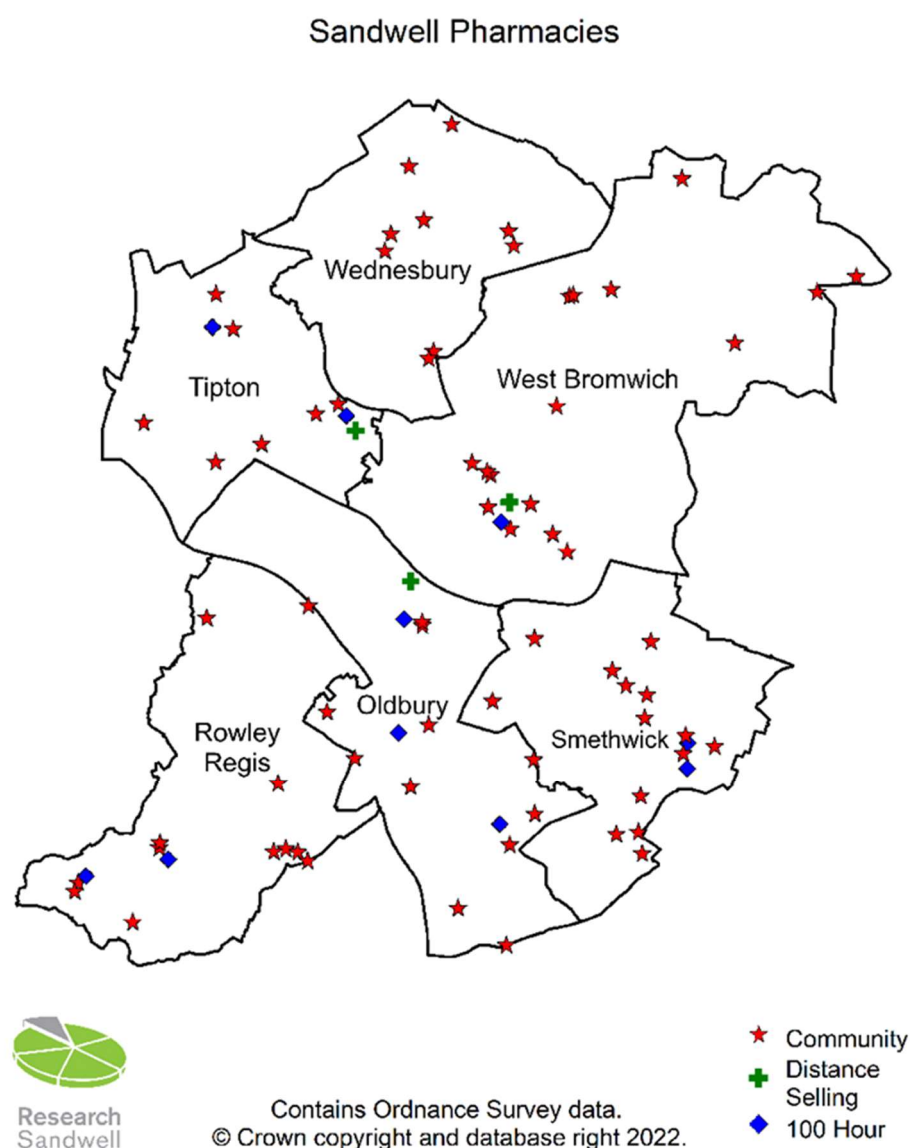 Sandwell Pharmacies
Wednesbury
Tipton
West Bromwich
Oldbury
Rowley
Regis
Smethwick
Community
Distance
Selling
100 Hour
Research
Sandwell
Contains Ordnance Survey data.
© Crown copyright and database right 2022.